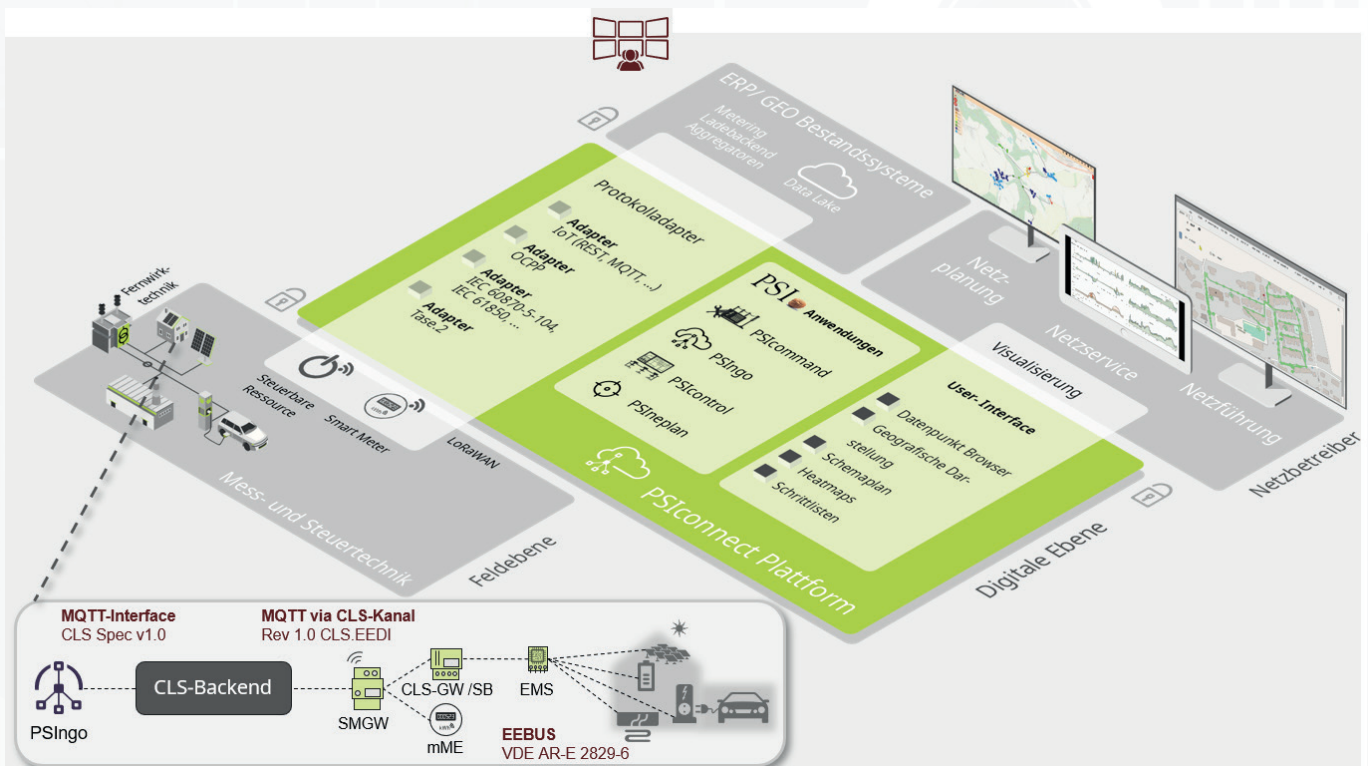 ERP/ GEO Bestandssysteme
Metering
Ladebackend
Aggregatoren
Data Lake
Protokolladapter
Adapter
IoT (REST, MQTT, ...)
Adapter
OCPP
Adapter
IEC 60870-5-104,
IEC 61850, ...
Adapter
Tase.2
PSI Anwendungen
PSIcommand
PSIngo
PSIcontrol
PSIneplan
User- Interface
Datenpunkt Browser
Geografische Dar-
stellung
Schemaplan
Heatmaps
Schrittlisten
Visualisierung
Netz-
planung
Netzservice
Netzführung
Netzbetreiber
Fernwirk-
technik
Steuerbare
Ressource
Smart Meter
LoRaWAN
Mess- und Steuertechnik
Feldebene
PSIconnect Plattform
Digitale Ebene
MQTT-Interface
CLS Spec v1.0
MQTT via CLS-Kanal
Rev 1.0 CLS.EEDI
PSIngo
CLS-Backend
SMGW
CLS-GW /SB
mME
EMS
EEBUS
VDE AR-E 2829-6